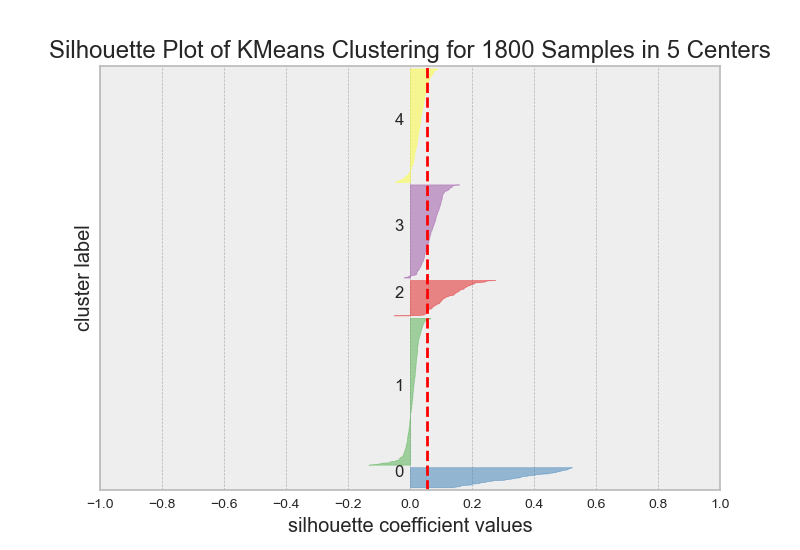 Silhouette Plot of KMeans Clustering for 1800 Samples in 5 Centers
4
3
2
1
0
cluster label
−1.0 −0.8 −0.6 −0.4 −0.2 0.0 0.2 0.4 0.6 0.8 1.0
silhouette coefficient values